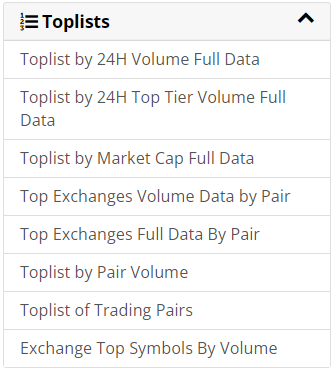 Toplists
Toplist by 24H Volume Full Data
Toplist by 24H Top Tier Volume Full
Data
Toplist by Market Cap Full Data
Top Exchanges Volume Data by Pair
Top Exchanges Full Data By Pair
Toplist by Pair Volume
Toplist of Trading Pairs
Exchange Top Symbols By Volume